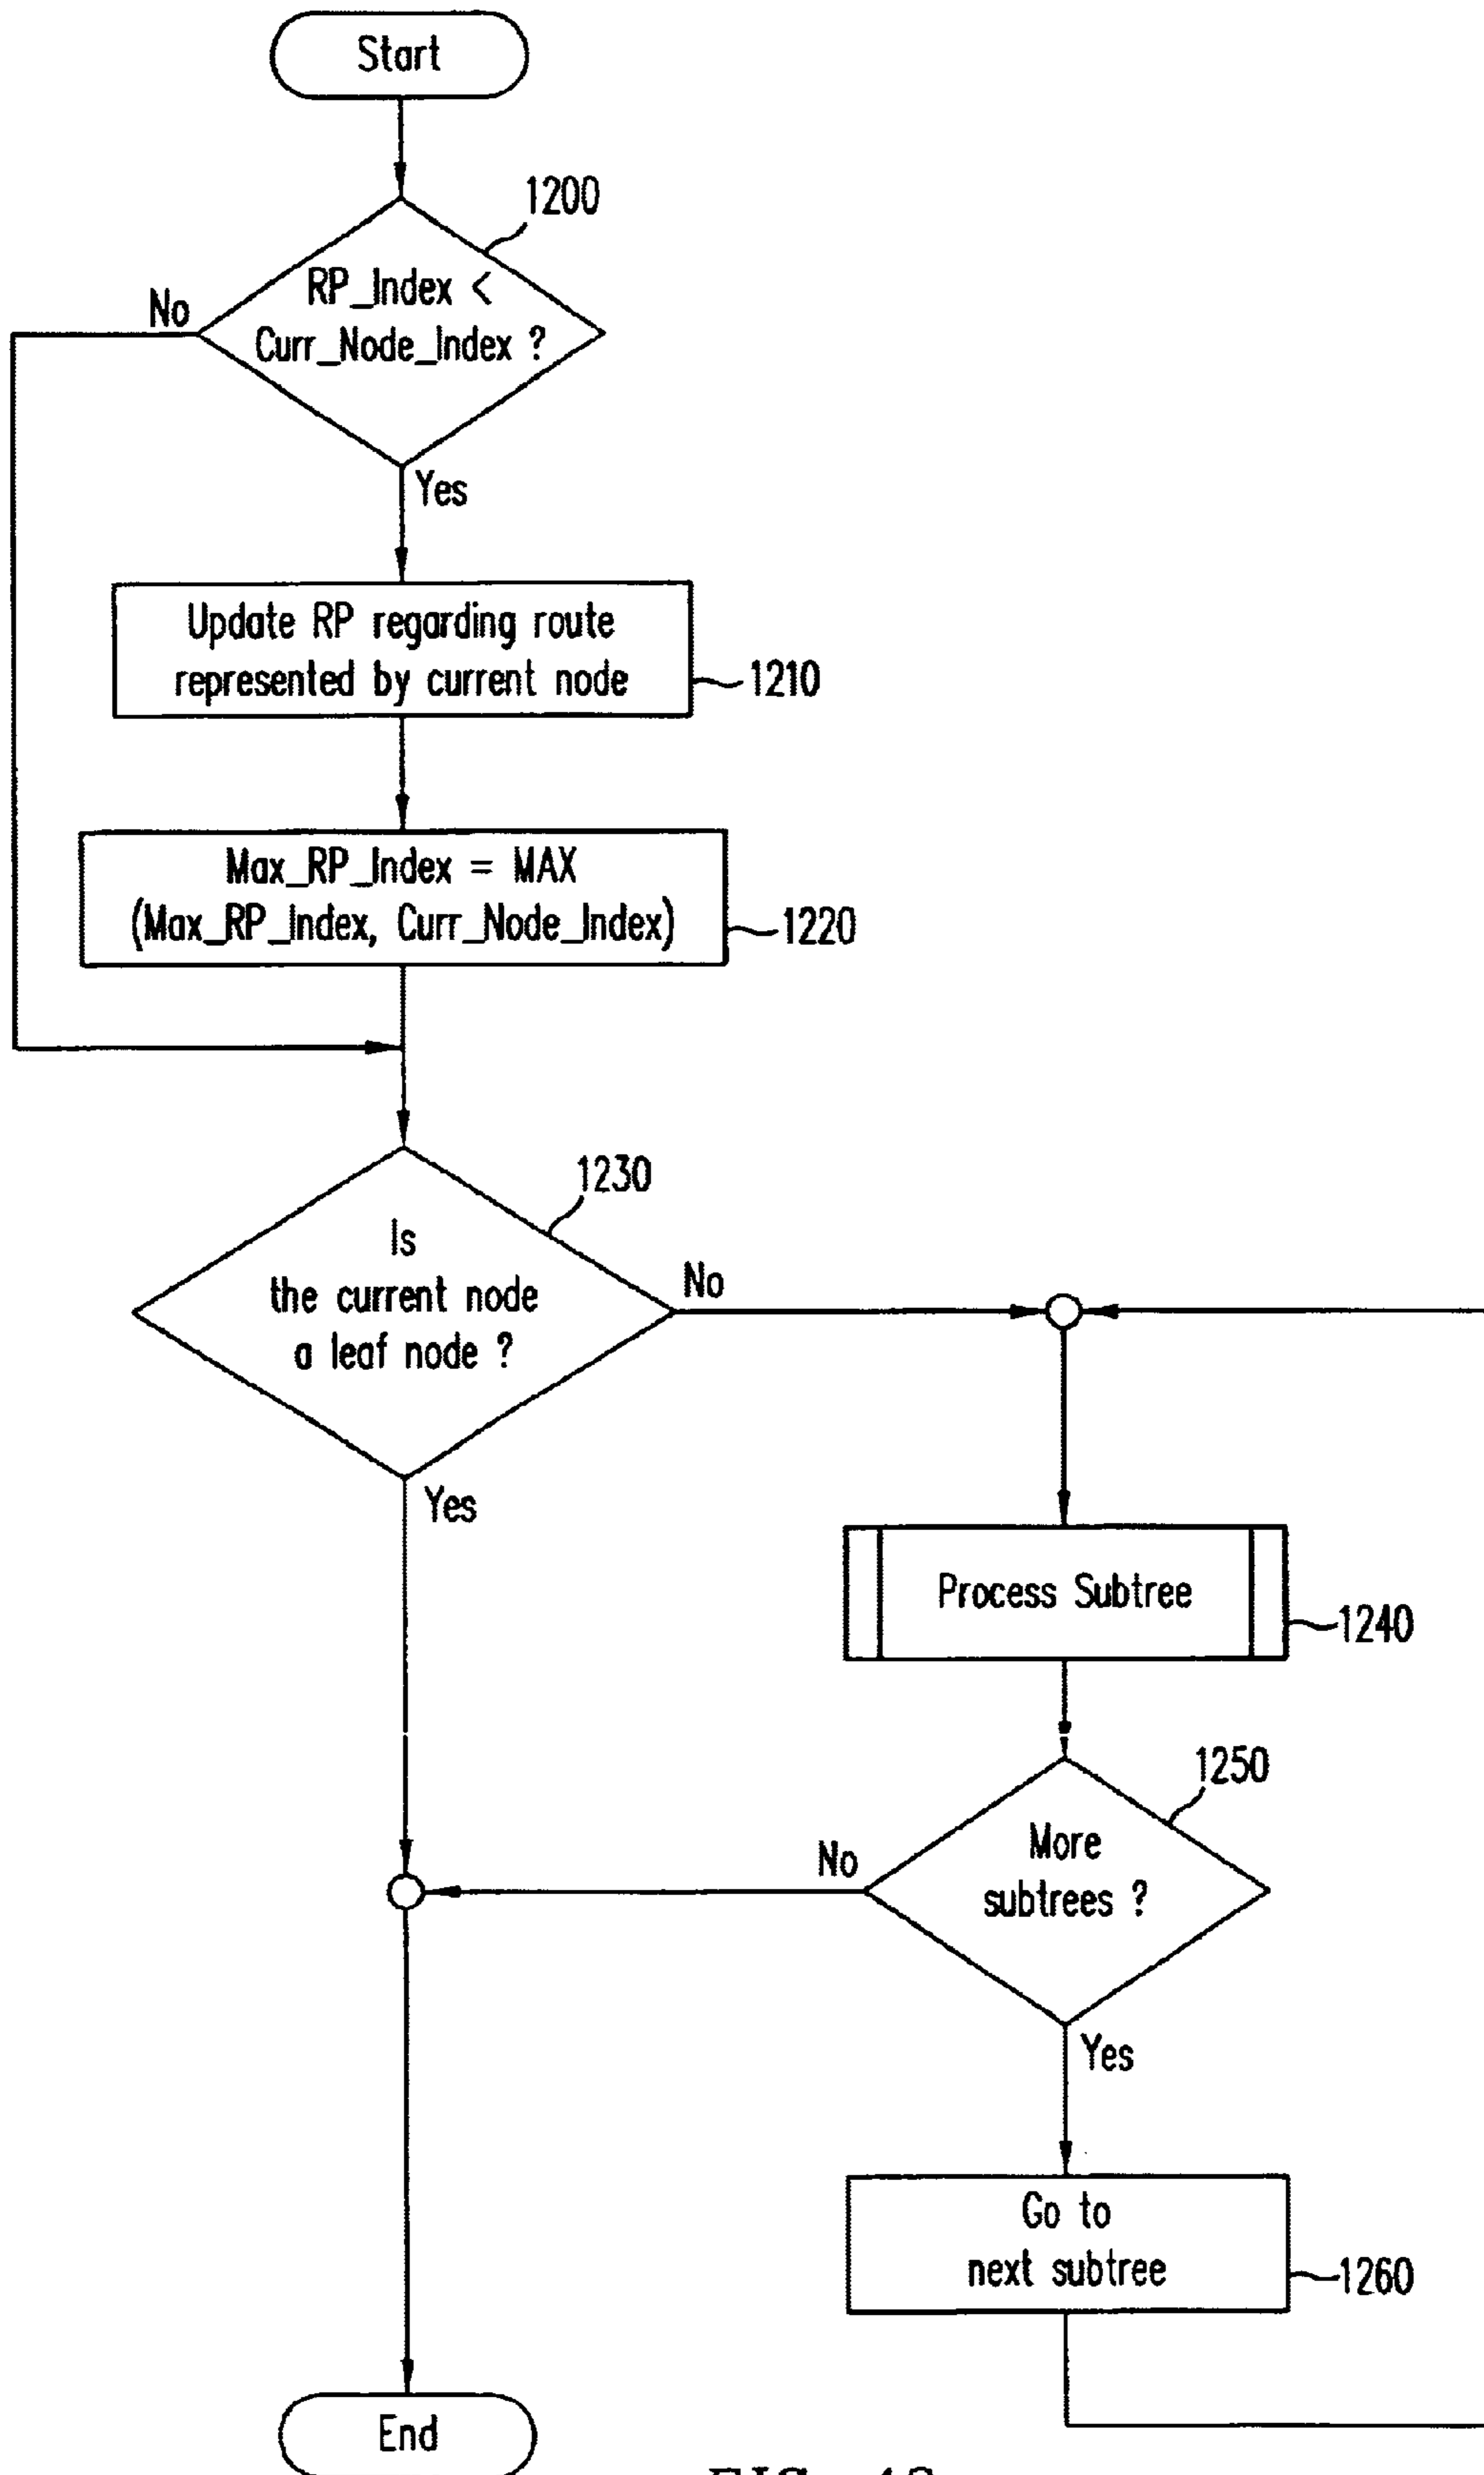 Start
1200
RP_Index <
Curr_Node_Index ?
No
Yes
Update RP regarding route
represented by current node
1210
Max_RP_Index = MAX
(Max_RP_Index, Curr_Node_Index)
1220
1230
Is
the current node
a leaf node ?
No
Yes
Process Subtree
1240
1250
More
subtrees ?
No
Yes
Go to
next subtree
1260
End